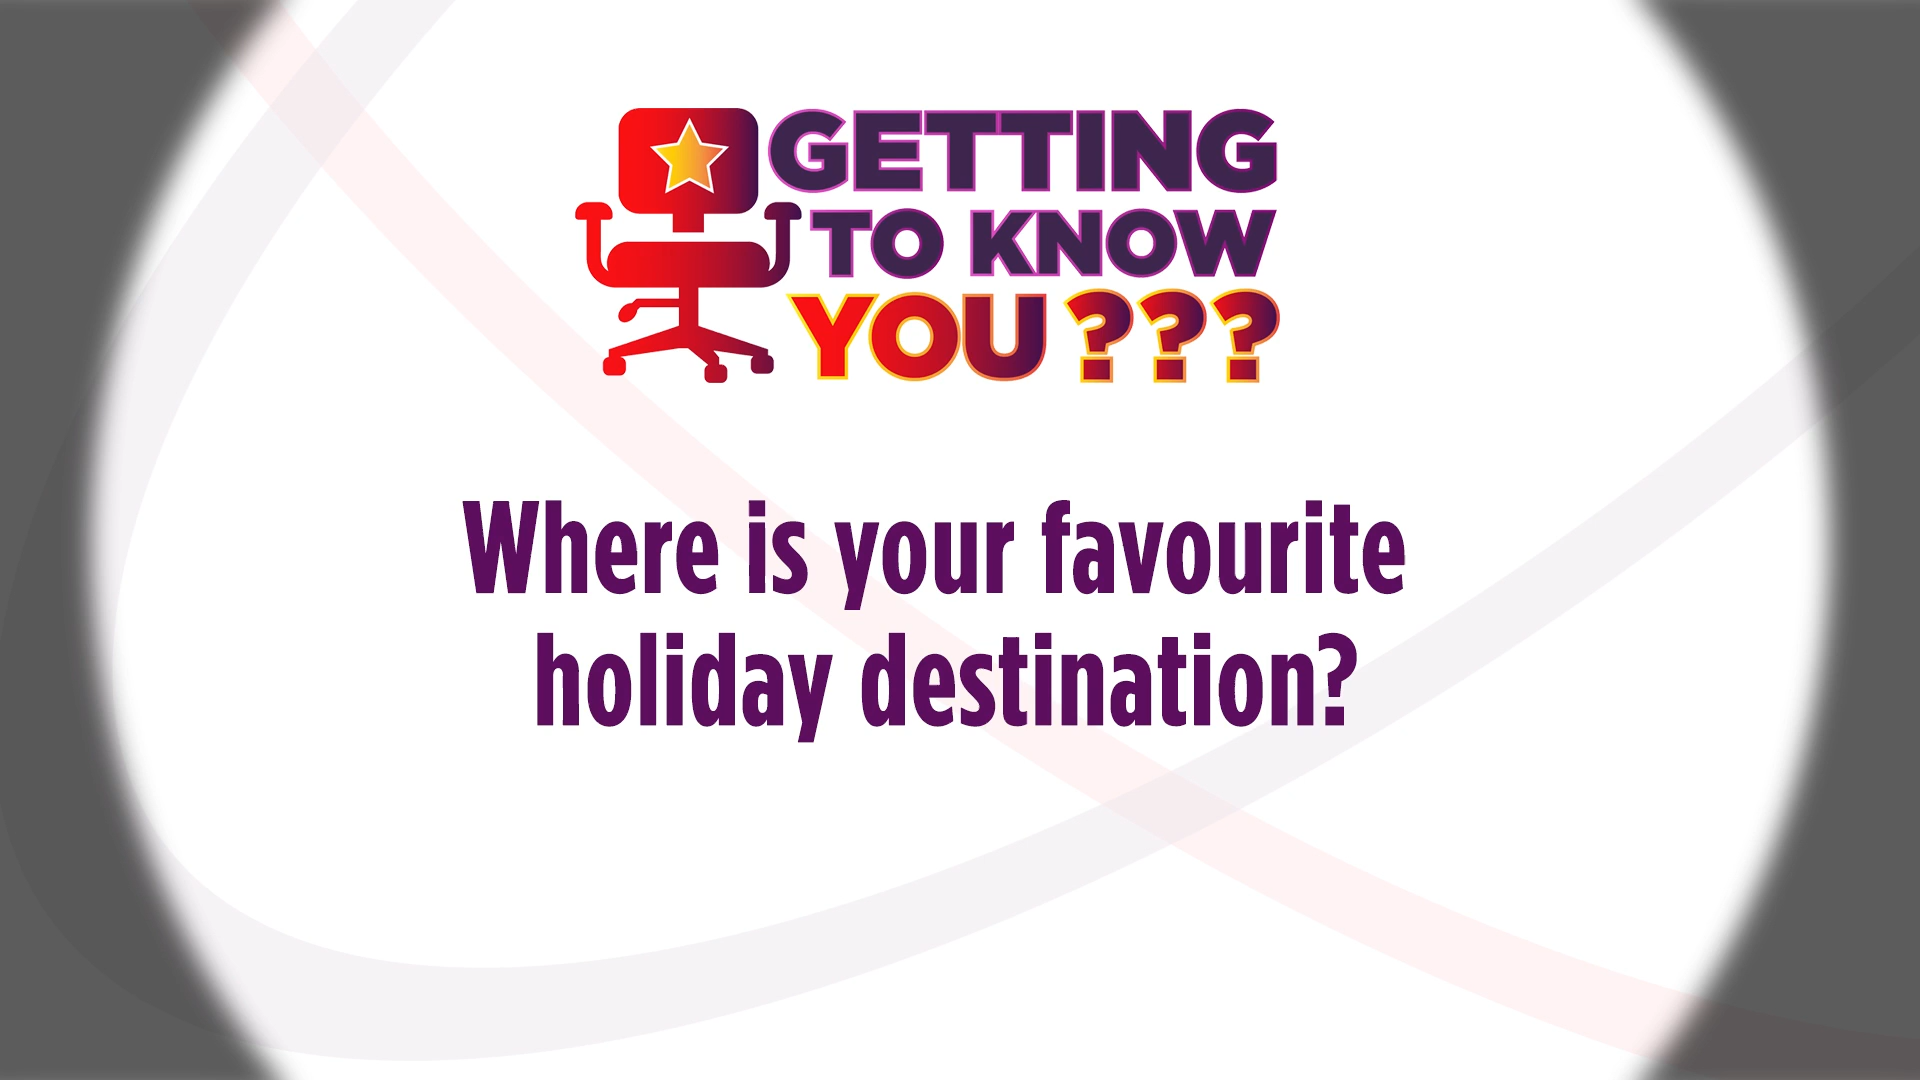 GETTING
TO KNOW
YOU ???
Where is your favourite
holiday destination?